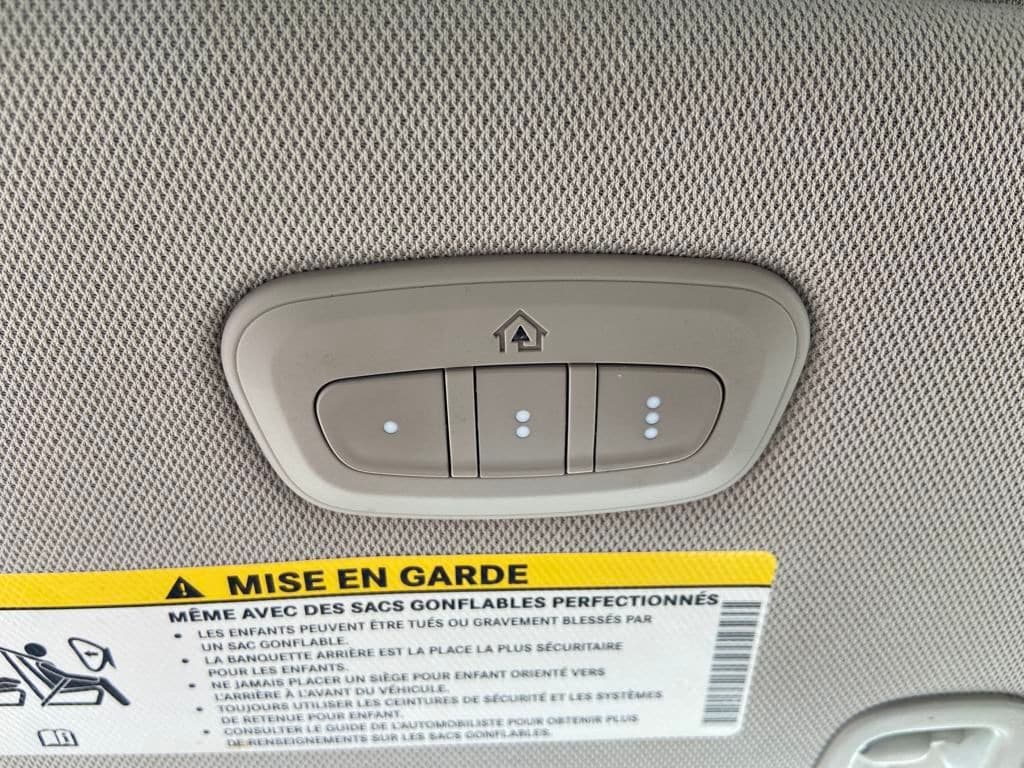 MISE EN GARDE
MÊME AVEC DES SACS GONFLABLES PERFECTIONNÉS
• LES ENFANTS PEUVENT ÊTRE TUÉS OU GRAVEMENT BLESSÉS PAR
UN SAC GONFLABLE.
• LA BANQUETTE ARRIÈRE EST LA PLACE LA PLUS SÉCURITAIRE
POUR LES ENFANTS.
• NE JAMAIS PLACER UN SIÈGE POUR ENFANT ORIENTÉ VERS
L'ARRIÈRE À L'AVANT DU VÉHICULE.
• TOUJOURS UTILISER LES CEINTURES DE SÉCURITÉ ET LES SYSTÈMES
DE RETENUE POUR ENFANT.
• CONSULTER LE GUIDE DE L'AUTOMOBILISTE POUR OBTENIR PLUS
DE RENSEIGNEMENTS SUR LES SACS GONFLABLES.